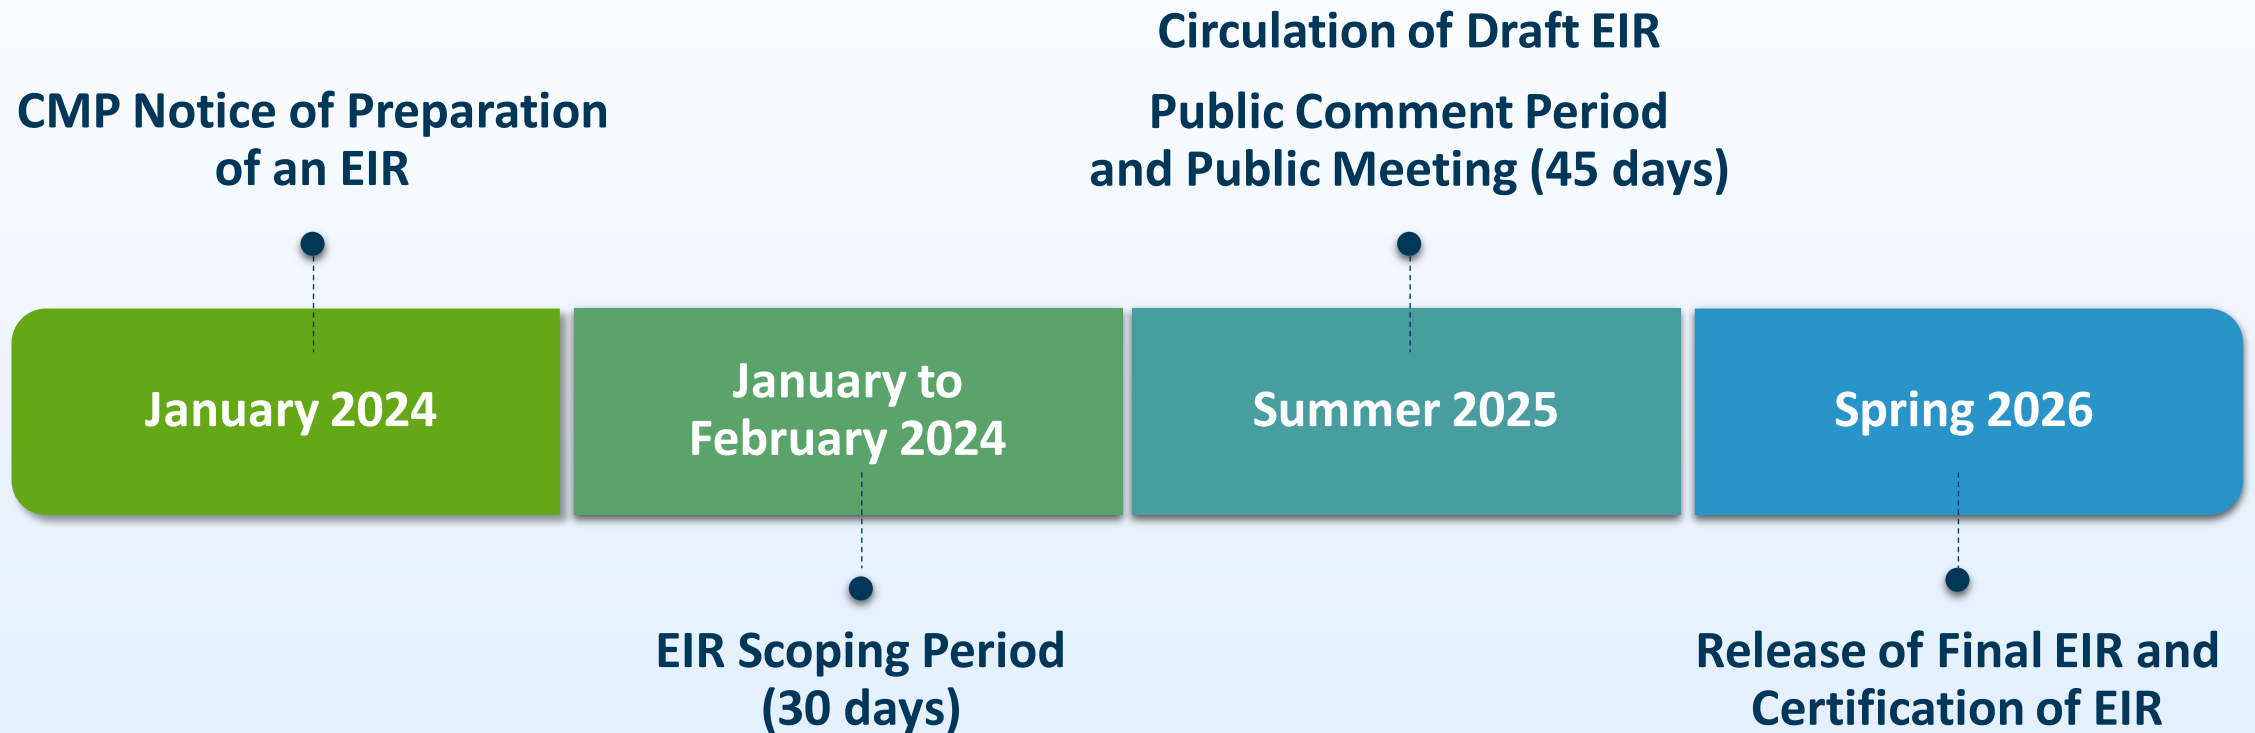 CMP Notice of Preparation
of an EIR
January 2024
January to
February 2024
EIR Scoping Period
(30 days)
Circulation of Draft EIR
Public Comment Period
and Public Meeting (45 days)
Summer 2025
Spring 2026
Release of Final EIR and
Certification of EIR